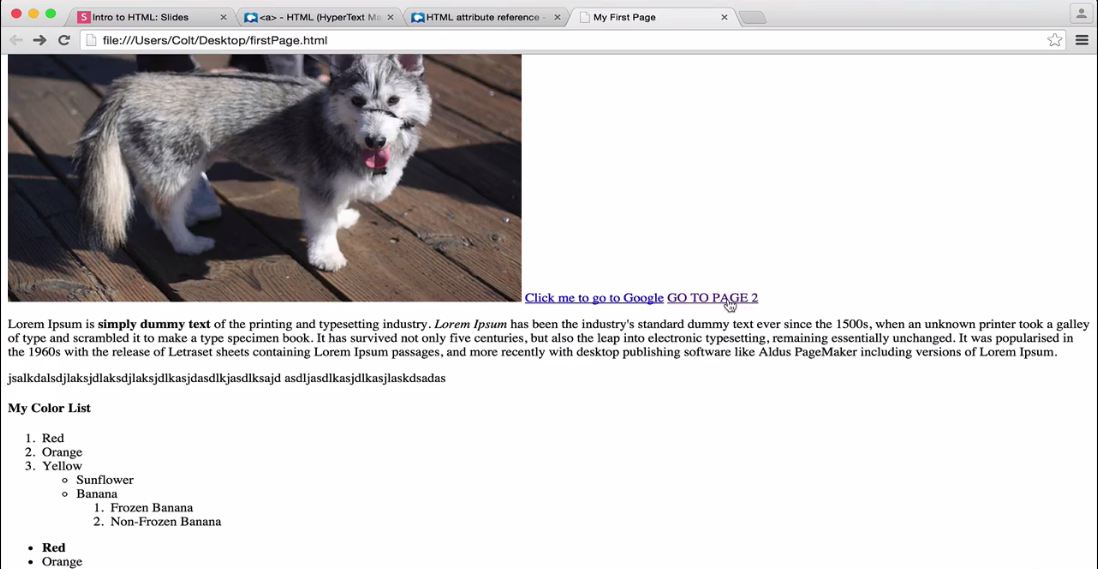 Intro to HTML: Slides
<a> - HTML (HyperText Ma
HTML attribute reference -
My First Page
file:///Users/Colt/Desktop/firstPage.html
Click me to go to Google GO TO PAGE 2
Lorem Ipsum is simply dummy text of the printing and typesetting industry. Lorem Ipsum has been the industry's standard dummy text ever since the 1500s, when an unknown printer took a galley
of type and scrambled it to make a type specimen book. It has survived not only five centuries, but also the leap into electronic typesetting, remaining essentially unchanged. It was popularised in
the 1960s with the release of Letraset sheets containing Lorem Ipsum passages, and more recently with desktop publishing software like Aldus PageMaker including versions of Lorem Ipsum.
jsalkdalsdjlaksjdlaksdjlaksjdlkasjdasdlkjasdlksajd asdljasdlkasjdlkasjlaskdsadas
My Color List
1. Red
2. Orange
3. Yellow
Sunflower
Banana
1. Frozen Banana
2. Non-Frozen Banana
Red
Orange